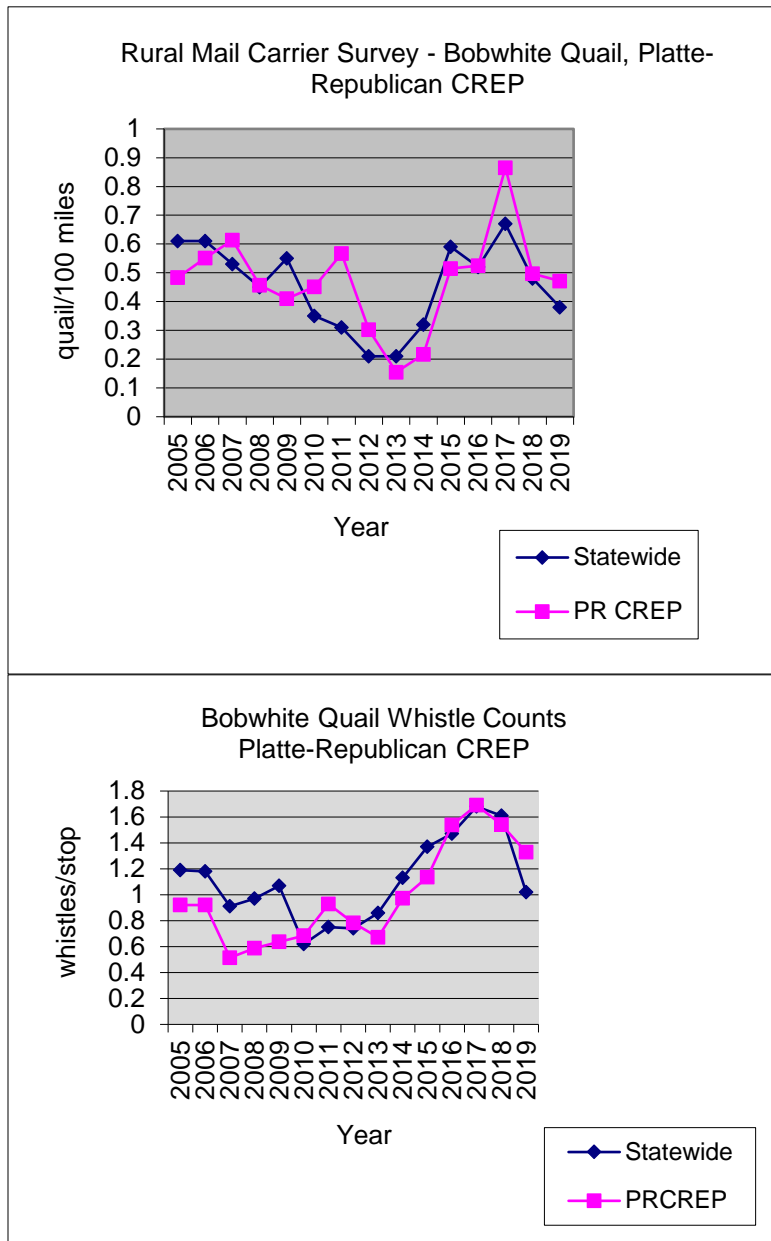 Rural Mail Carrier Survey - Bobwhite Quail, Platte-
Republican CREP
1
0.9
0.8
0.7
0.6
0.5
0.4
0.3
0.2
0.1
0
quail/100 miles
2005 2006 2007 2008 2009 2010 2011 2012 2013 2014 2015 2016 2017 2018 2019
Year
Statewide
PR CREP
Bobwhite Quail Whistle Counts
Platte-Republican CREP
1.8
1.6
1.4
1.2
1
0.8
0.6
0.4
0.2
0
whistles/stop
2005 2006 2007 2008 2009 2010 2011 2012 2013 2014 2015 2016 2017 2018 2019
Year
Statewide
PRCREP